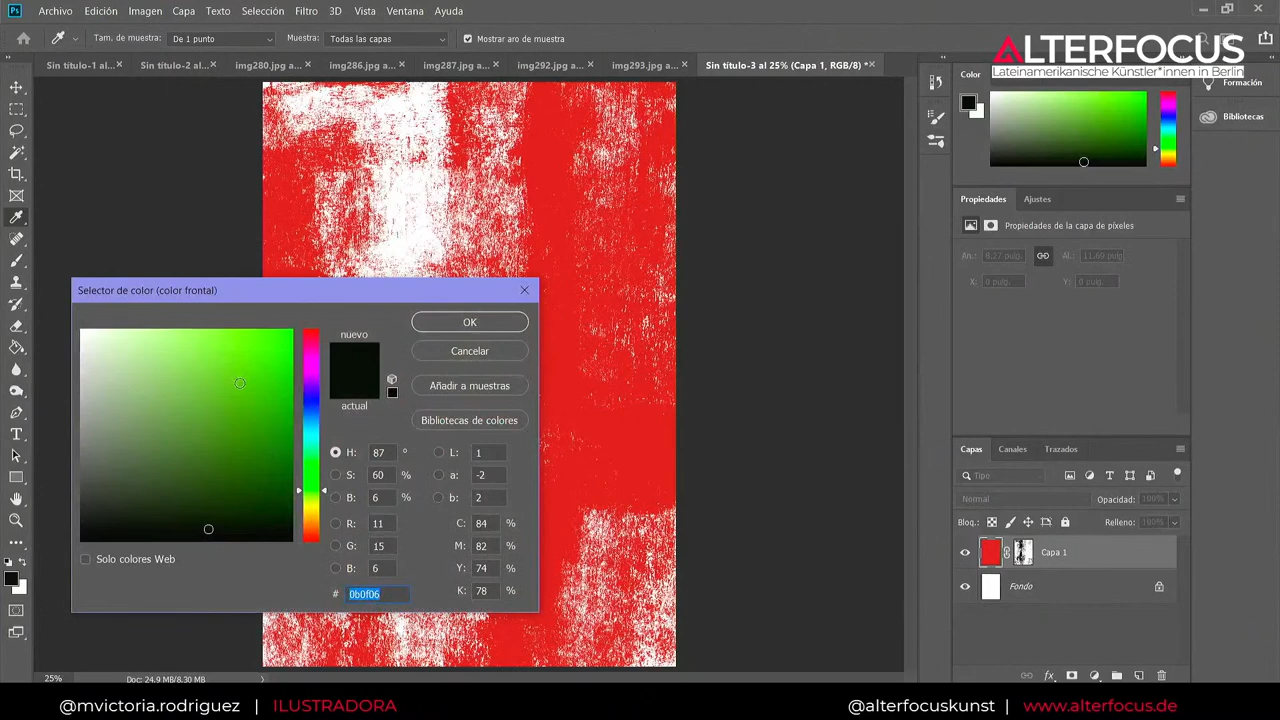 Ps Archivo Edición Imagen Capa Texto Selección Filtro 3D Vista Ventana Ayuda
Tam. de muestra: De 1 punto Muestra: Todas las capas Mostrar aro de muestra
ALTERFOCUS
Lateinamerikanische Künstler*innen in Berlin
Sin título-1 al... × Sin título-2 al... × img280.jpg a... × img286.jpg a... × img287.jpg a... × img292.jpg a... × img293.jpg a... × Sin título-3 al 25% (Capa 1, RGB/8) * ×
Color
Formación
Bibliotecas
Propiedades Ajustes
Propiedades de la capa de píxeles
An.: 8,27 pulg. Al.: 11,69 pulg.
X: 0 pulg. Y: 0 pulg.
Selector de color (color frontal)
nuevo
actual
OK
Cancelar
Añadir a muestras
Bibliotecas de colores
H: 87 ° L: 1
S: 60 % a: -2
B: 6 % b: 2
R: 11 C: 84 %
G: 15 M: 82 %
B: 6 Y: 74 %
# 0b0f06 K: 78 %
Solo colores Web
Capas Canales Trazados
Tipo
Normal Opacidad: 100%
Bloq.: Relleno: 100%
Capa 1
Fondo
fx
25% Doc: 24,9 MB/8,30 MB
@mvictoria.rodriguez | ILUSTRADORA
@alterfocuskunst | www.alterfocus.de